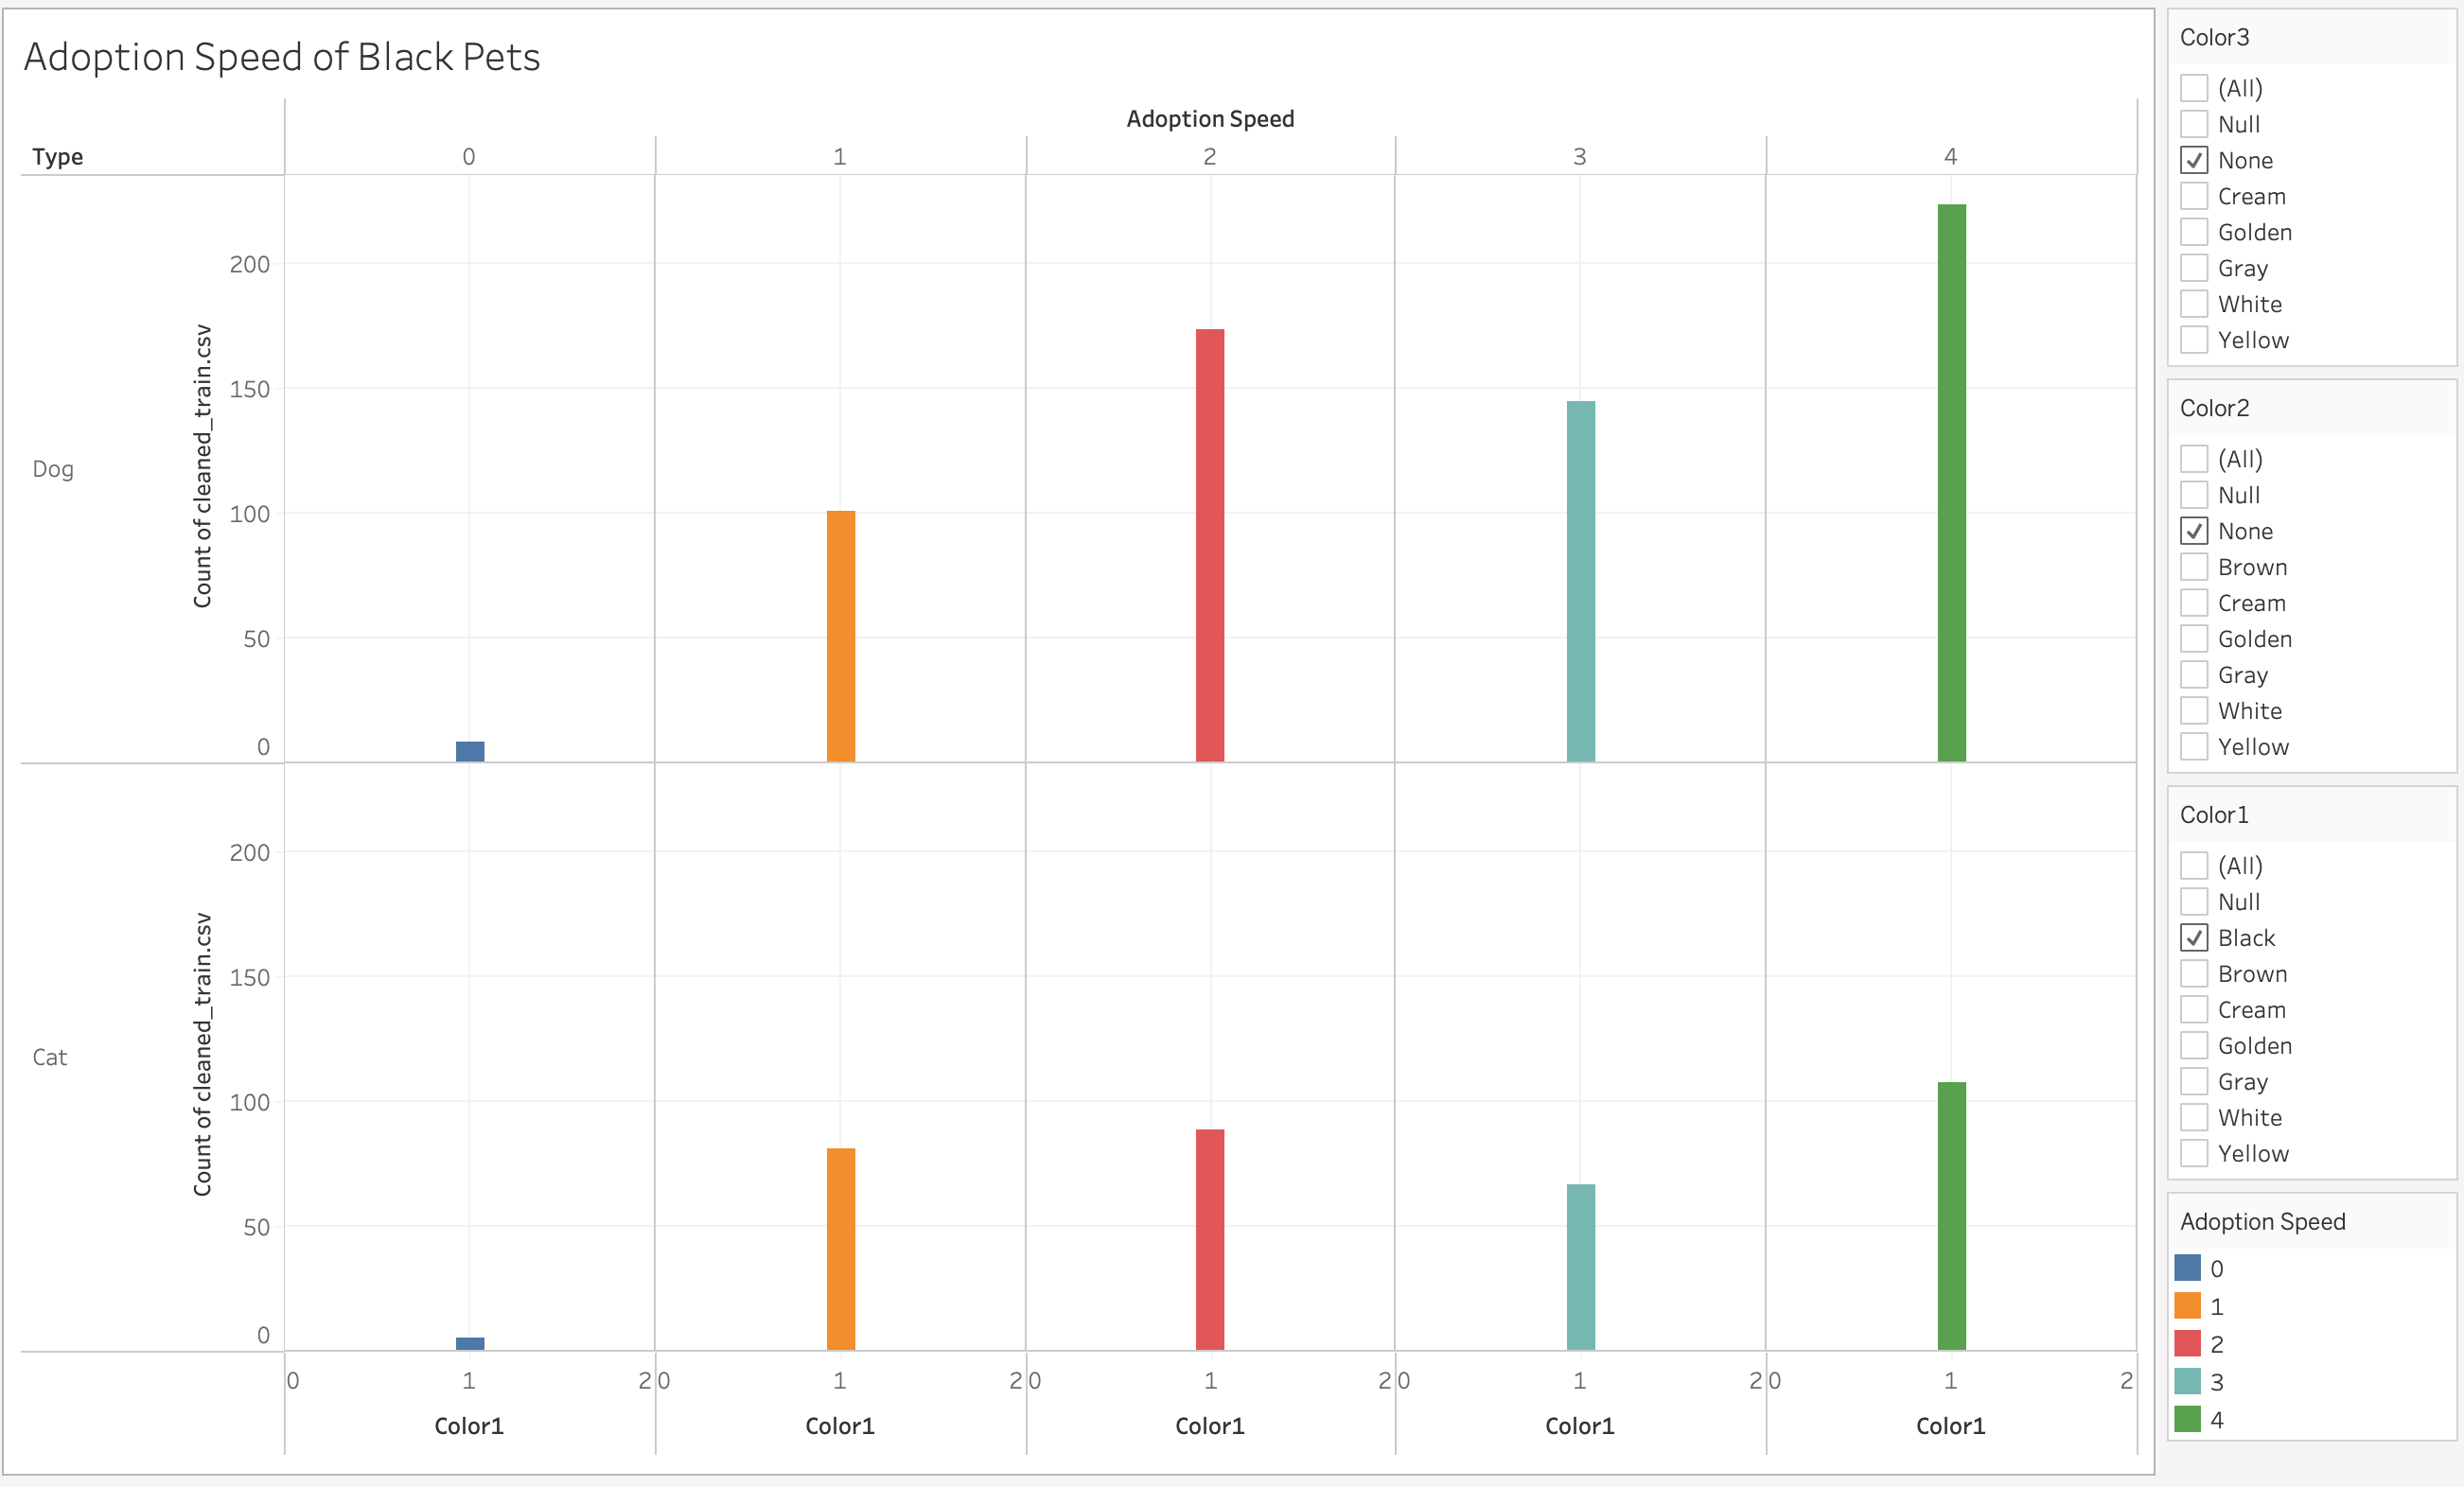 Adoption Speed of Black Pets
Adoption Speed
Type 0 1 2 3 4
Dog
Count of cleaned_train.csv
200
150
100
50
0
Cat
Count of cleaned_train.csv
200
150
100
50
0
0 1 2 0 1 2 0 1 2 0 1 2 0 1 2
Color1 Color1 Color1 Color1 Color1
Color3
(All)
Null
None
Cream
Golden
Gray
White
Yellow
Color2
(All)
Null
None
Brown
Cream
Golden
Gray
White
Yellow
Color1
(All)
Null
Black
Brown
Cream
Golden
Gray
White
Yellow
Adoption Speed
0
1
2
3
4